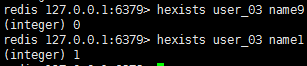 redis 127.0.0.1:6379> hexists user_03 name9
(integer) 0
redis 127.0.0.1:6379> hexists user_03 name1
(integer) 1